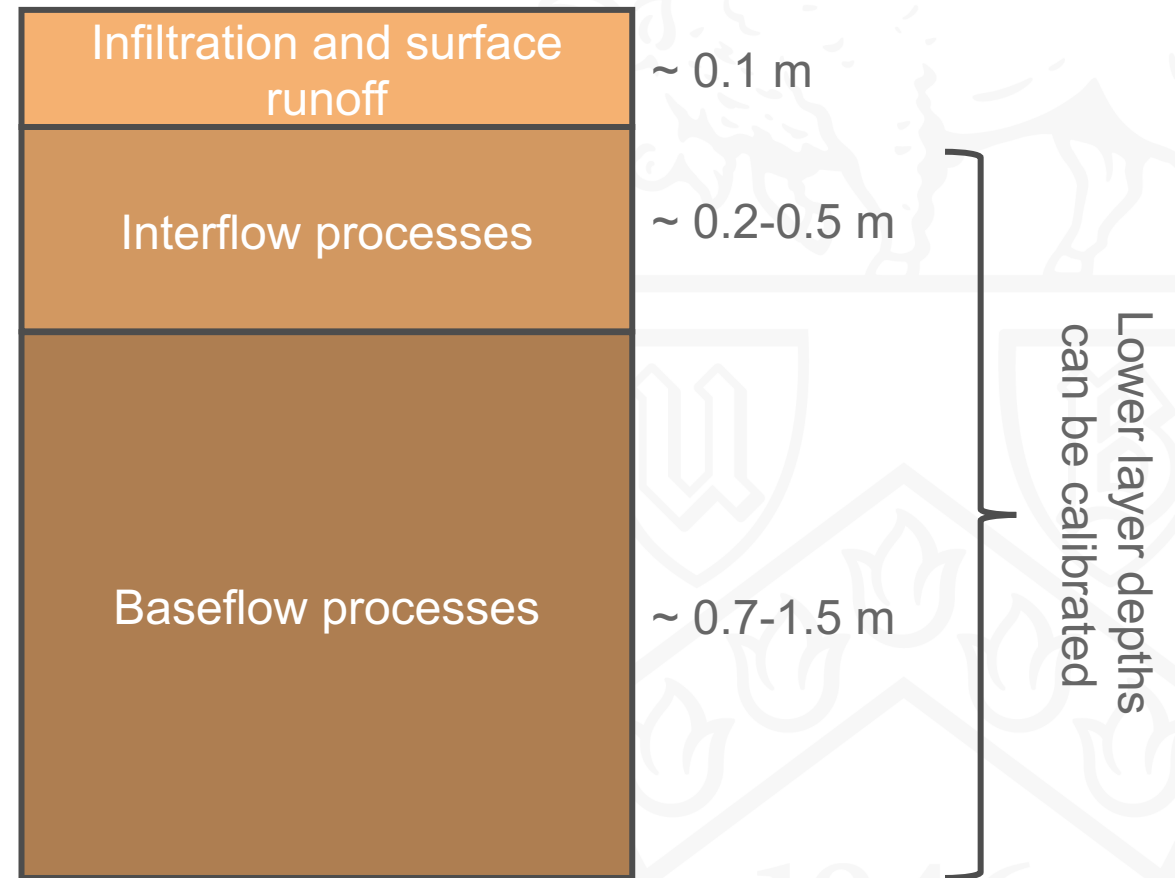 Infiltration and surface
runoff
~ 0.1 m
Interflow processes
~ 0.2-0.5 m
Baseflow processes
~ 0.7-1.5 m
Lower layer depths
can be calibrated